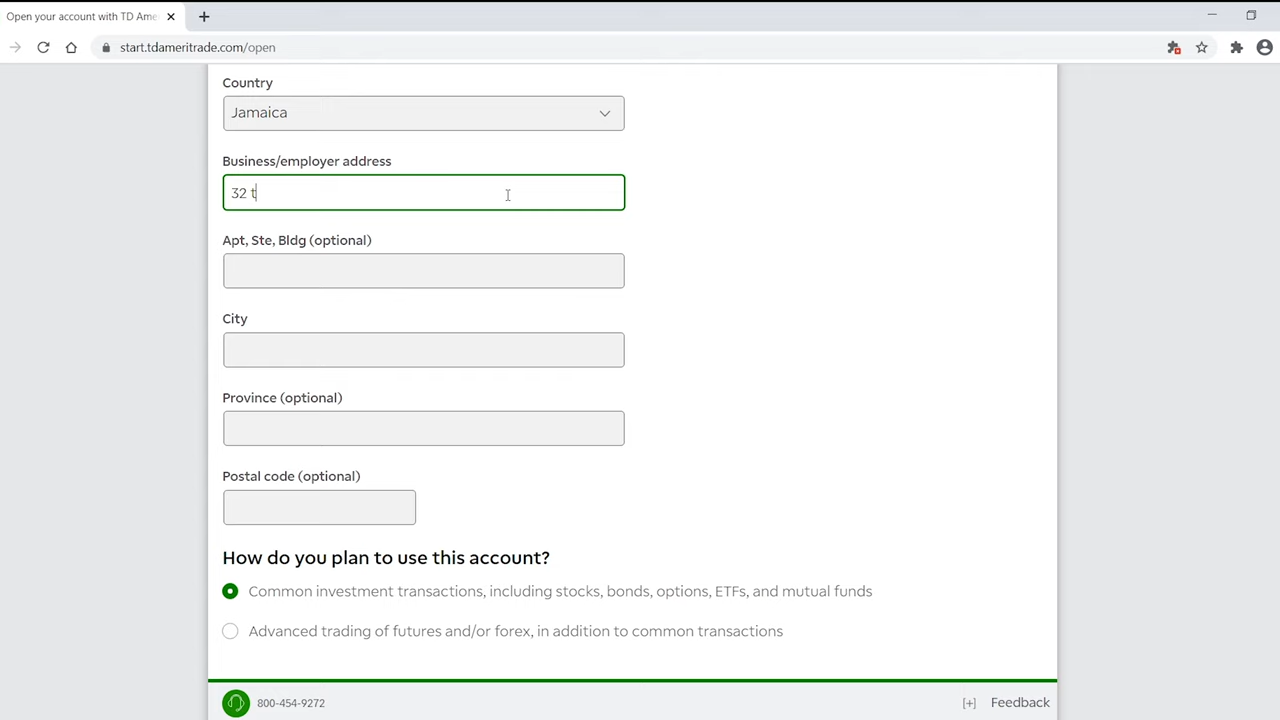 Open your account with TD Ame
start.tdameritrade.com/open
Country
Jamaica
Business/employer address
32 t
Apt, Ste, Bldg (optional)
City
Province (optional)
Postal code (optional)
How do you plan to use this account?
Common investment transactions, including stocks, bonds, options, ETFs, and mutual funds
Advanced trading of futures and/or forex, in addition to common transactions
800-454-9272
[+] Feedback